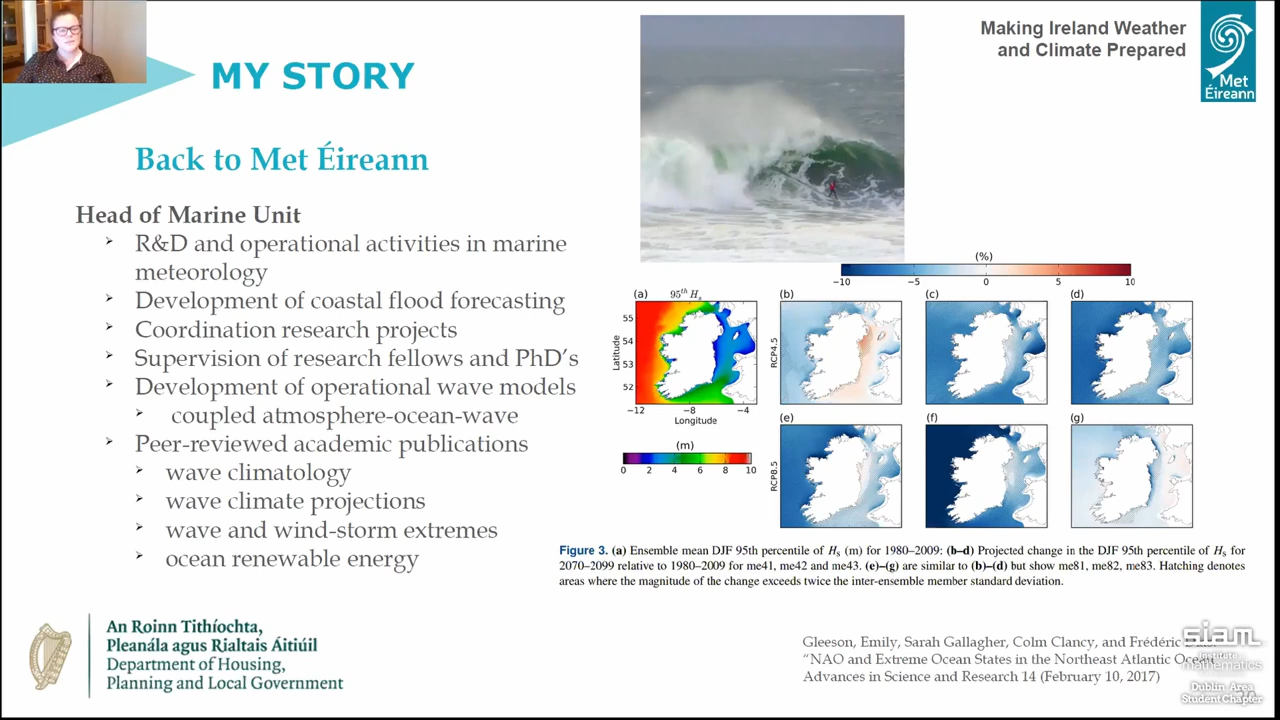 MY STORY
Making Ireland Weather
and Climate Prepared
Met
Éireann
Back to Met Éireann
Head of Marine Unit
R&D and operational activities in marine
meteorology
Development of coastal flood forecasting
Coordination research projects
Supervision of research fellows and PhD's
Development of operational wave models
coupled atmosphere-ocean-wave
Peer-reviewed academic publications
wave climatology
wave climate projections
wave and wind-storm extremes
ocean renewable energy
(%)
−10 −5 0 5 10
(a) 95th Hs (b) (c) (d)
55
54
53
52
Latitude
−12 −8 −4
Longitude
RCP4.5
(e) (f) (g)
RCP8.5
(m)
0 2 4 6 8 10
Figure 3. (a) Ensemble mean DJF 95th percentile of Hs (m) for 1980–2009: (b–d) Projected change in the DJF 95th percentile of Hs for
2070–2099 relative to 1980–2009 for me41, me42 and me43. (e)–(g) are similar to (b)–(d) but show me81, me82, me83. Hatching denotes
areas where the magnitude of the change exceeds twice the inter-ensemble member standard deviation.
An Roinn Tithíochta,
Pleanála agus Rialtais Áitiúil
Department of Housing,
Planning and Local Government
Gleeson, Emily, Sarah Gallagher, Colm Clancy, and Frédéric
"NAO and Extreme Ocean States in the Northeast Atlantic Ocean
Advances in Science and Research 14 (February 10, 2017)
siam
mathematics
Dublin Area
Student Chapter